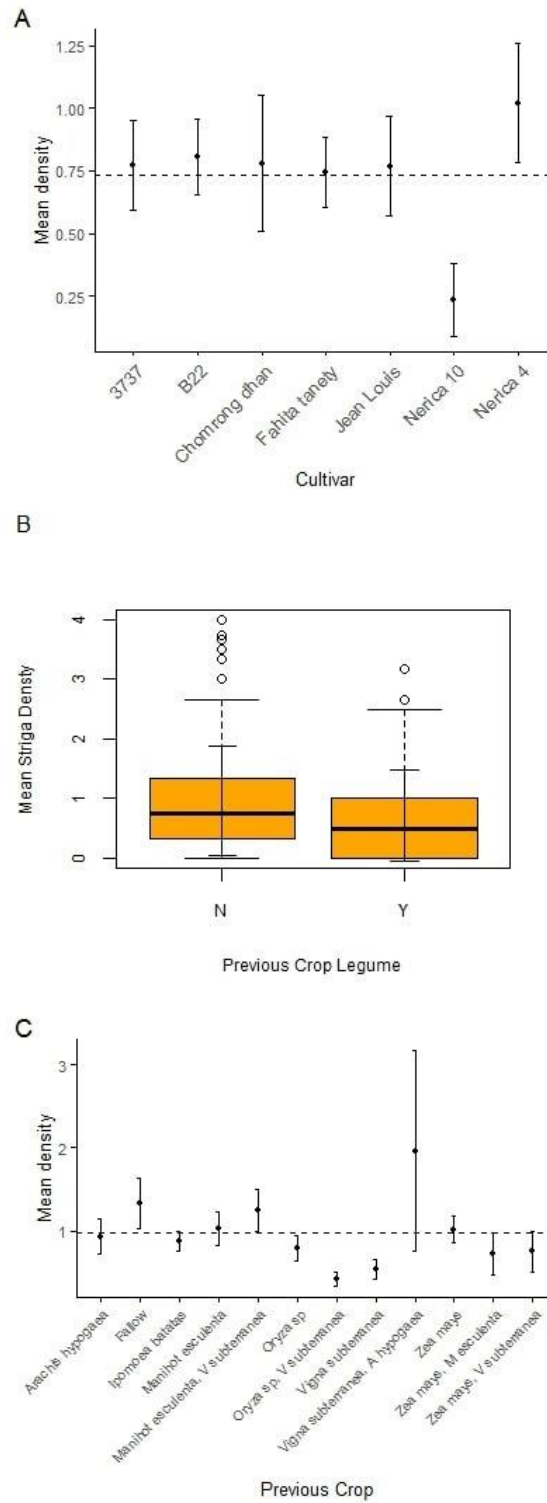 A
Mean density
1.25
1.00
0.75
0.50
0.25
3737
B22
Chomrong dhan
Fahita tanety
Jean Louis
Nerica 10
Nerica 4
Cultivar
B
Mean Striga Densty
4
3
2
1
0
N
Y
Previous Crop Legume
C
Mean density
3
2
1
Arachis hypogaea
Fallow
Ipomoea batatas
Manihot esculenta
Manihot esculenta, V subterranea
Oryza sp
Oryza sp, V subterranea
Vigna subterranea
Vigna subterranea, A hypogaea
Zea mays
Zea mays, M esculenta
Zea mays, V subterranea
Previous Crop